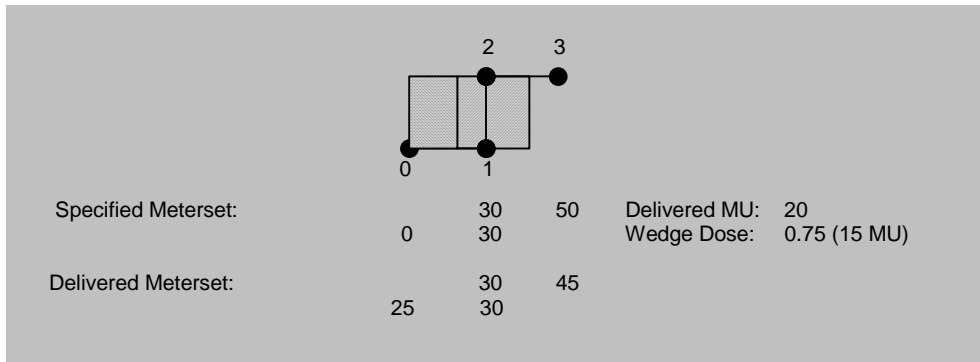 2 3
0 1
Specified Meterset: 30 50 Delivered MU: 20
0 30 Wedge Dose: 0.75 (15 MU)
Delivered Meterset: 30 45
25 30